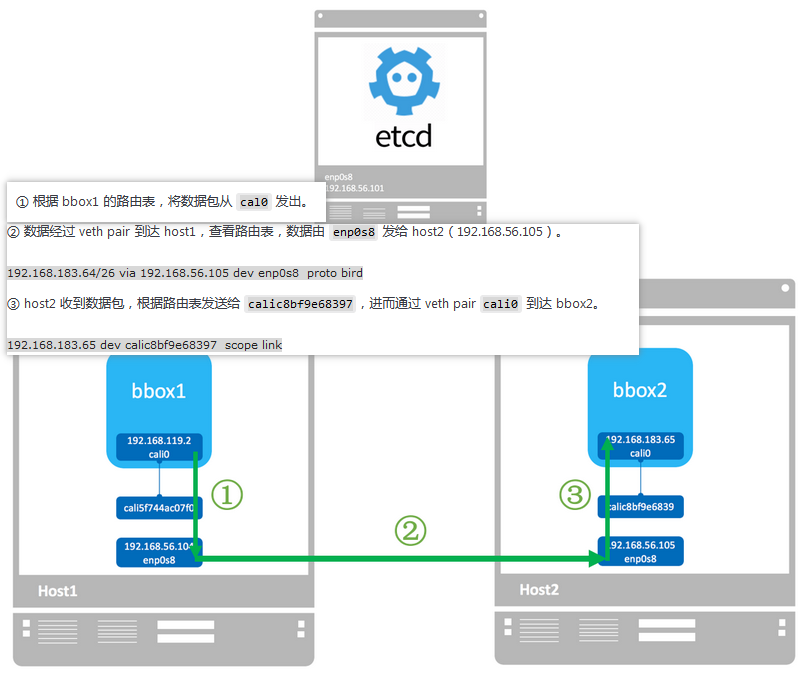 etcd
enp0s8
192.168.56.101
① 根据 bbox1 的路由表，将数据包从 cal0 发出。
② 数据经过 veth pair 到达 host1，查看路由表，数据由 enp0s8 发给 host2（192.168.56.105）。
192.168.183.64/26 via 192.168.56.105 dev enp0s8 proto bird
③ host2 收到数据包，根据路由表发送给 calic8bf9e68397，进而通过 veth pair cali0 到达 bbox2。
192.168.183.65 dev calic8bf9e68397 scope link
bbox1
192.168.119.2
cali0
①
cali5f744ac07f0
192.168.56.104
enp0s8
Host1
②
bbox2
192.168.183.65
cali0
③
calic8bf9e6839
192.168.56.105
enp0s8
Host2